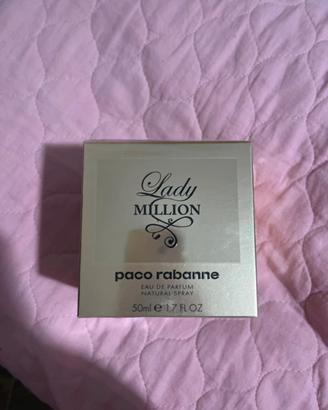 Lady
MILLION
paco rabanne
EAU DE PARFUM
NATURAL SPRAY
50ml ℮ 1.7 FL OZ